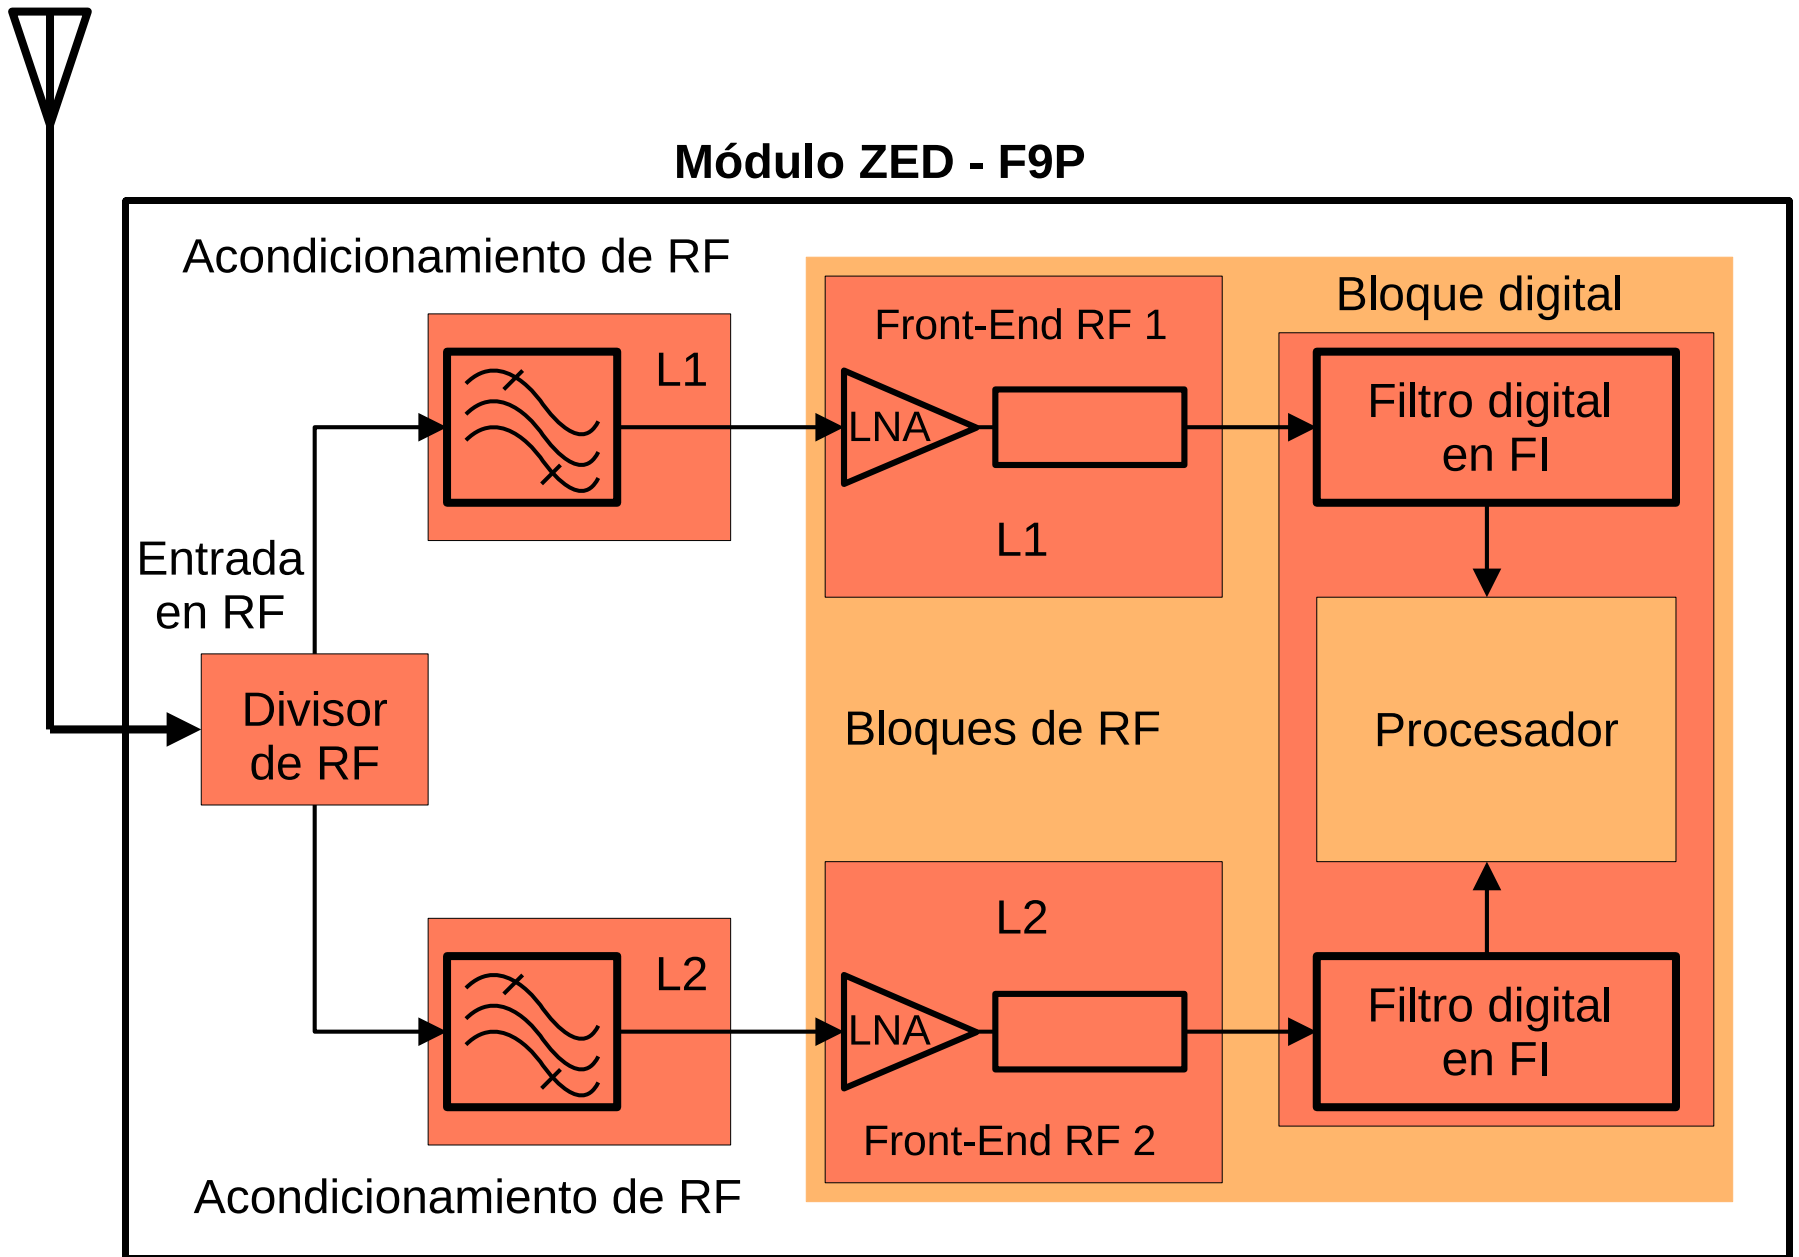 Módulo ZED - F9P
Acondicionamiento de RF
L1
Front-End RF 1
LNA
L1
Bloque digital
Filtro digital
en FI
Entrada
en RF
Divisor
de RF
Bloques de RF
Procesador
L2
L2
LNA
Front-End RF 2
Filtro digital
en FI
Acondicionamiento de RF